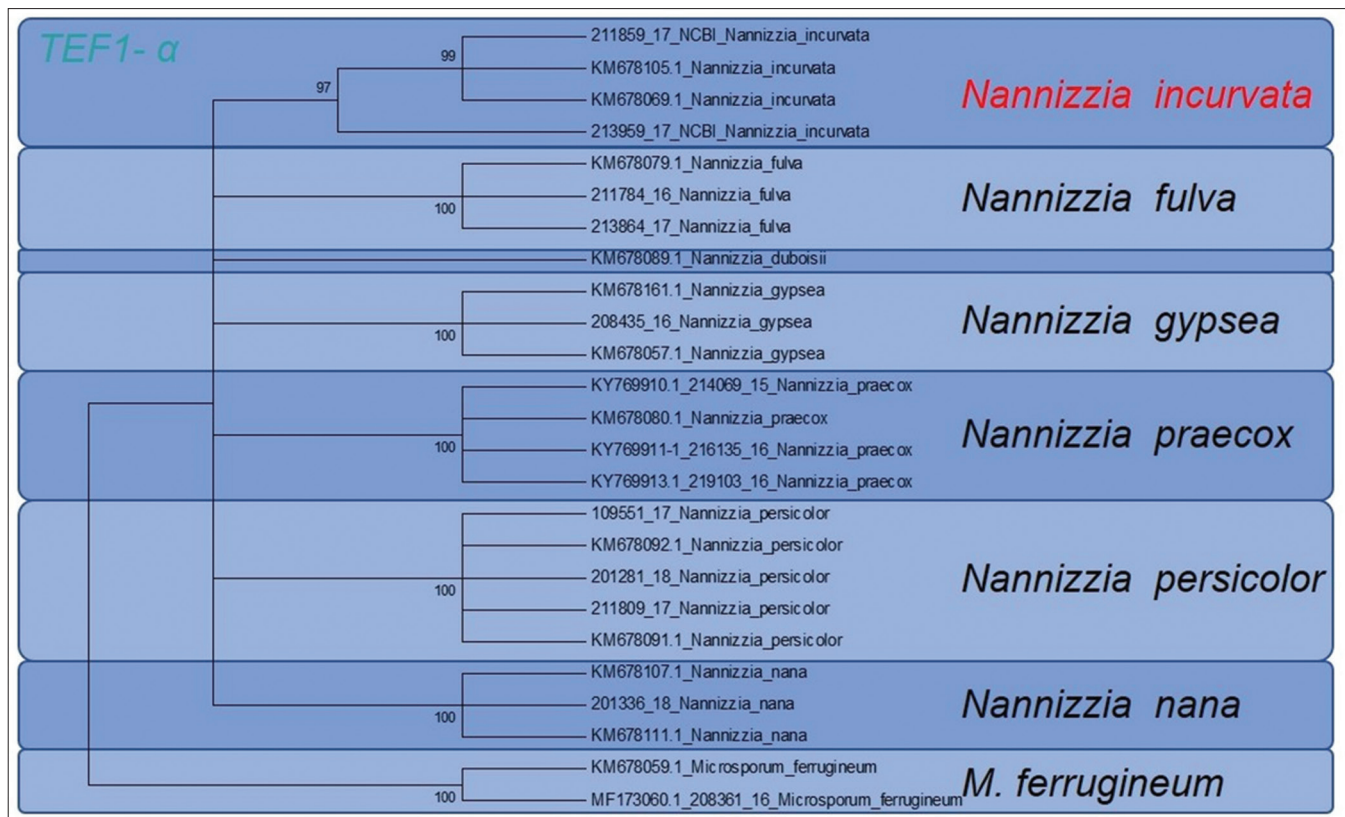 TEF1- α
99
97
211859_17_NCBI_Nannizzia_incurvata
KM678105.1_Nannizzia_incurvata
KM678069.1_Nannizzia_incurvata
213959_17_NCBI_Nannizzia_incurvata
Nannizzia incurvata
KM678079.1_Nannizzia_fulva
211784_16_Nannizzia_fulva
213864_17_Nannizzia_fulva
100
Nannizzia fulva
KM678089.1_Nannizzia_duboisii
KM678161.1_Nannizzia_gypsea
208435_16_Nannizzia_gypsea
KM678057.1_Nannizzia_gypsea
100
Nannizzia gypsea
KY769910.1_214069_15_Nannizzia_praecox
KM678080.1_Nannizzia_praecox
KY769911-1_216135_16_Nannizzia_praecox
KY769913.1_219103_16_Nannizzia_praecox
100
Nannizzia praecox
109551_17_Nannizzia_persicolor
KM678092.1_Nannizzia_persicolor
201281_18_Nannizzia_persicolor
211809_17_Nannizzia_persicolor
KM678091.1_Nannizzia_persicolor
100
Nannizzia persicolor
KM678107.1_Nannizzia_nana
201336_18_Nannizzia_nana
KM678111.1_Nannizzia_nana
100
Nannizzia nana
KM678059.1_Microsporum_ferrugineum
MF173060.1_208361_16_Microsporum_ferrugineum
100
M. ferrugineum